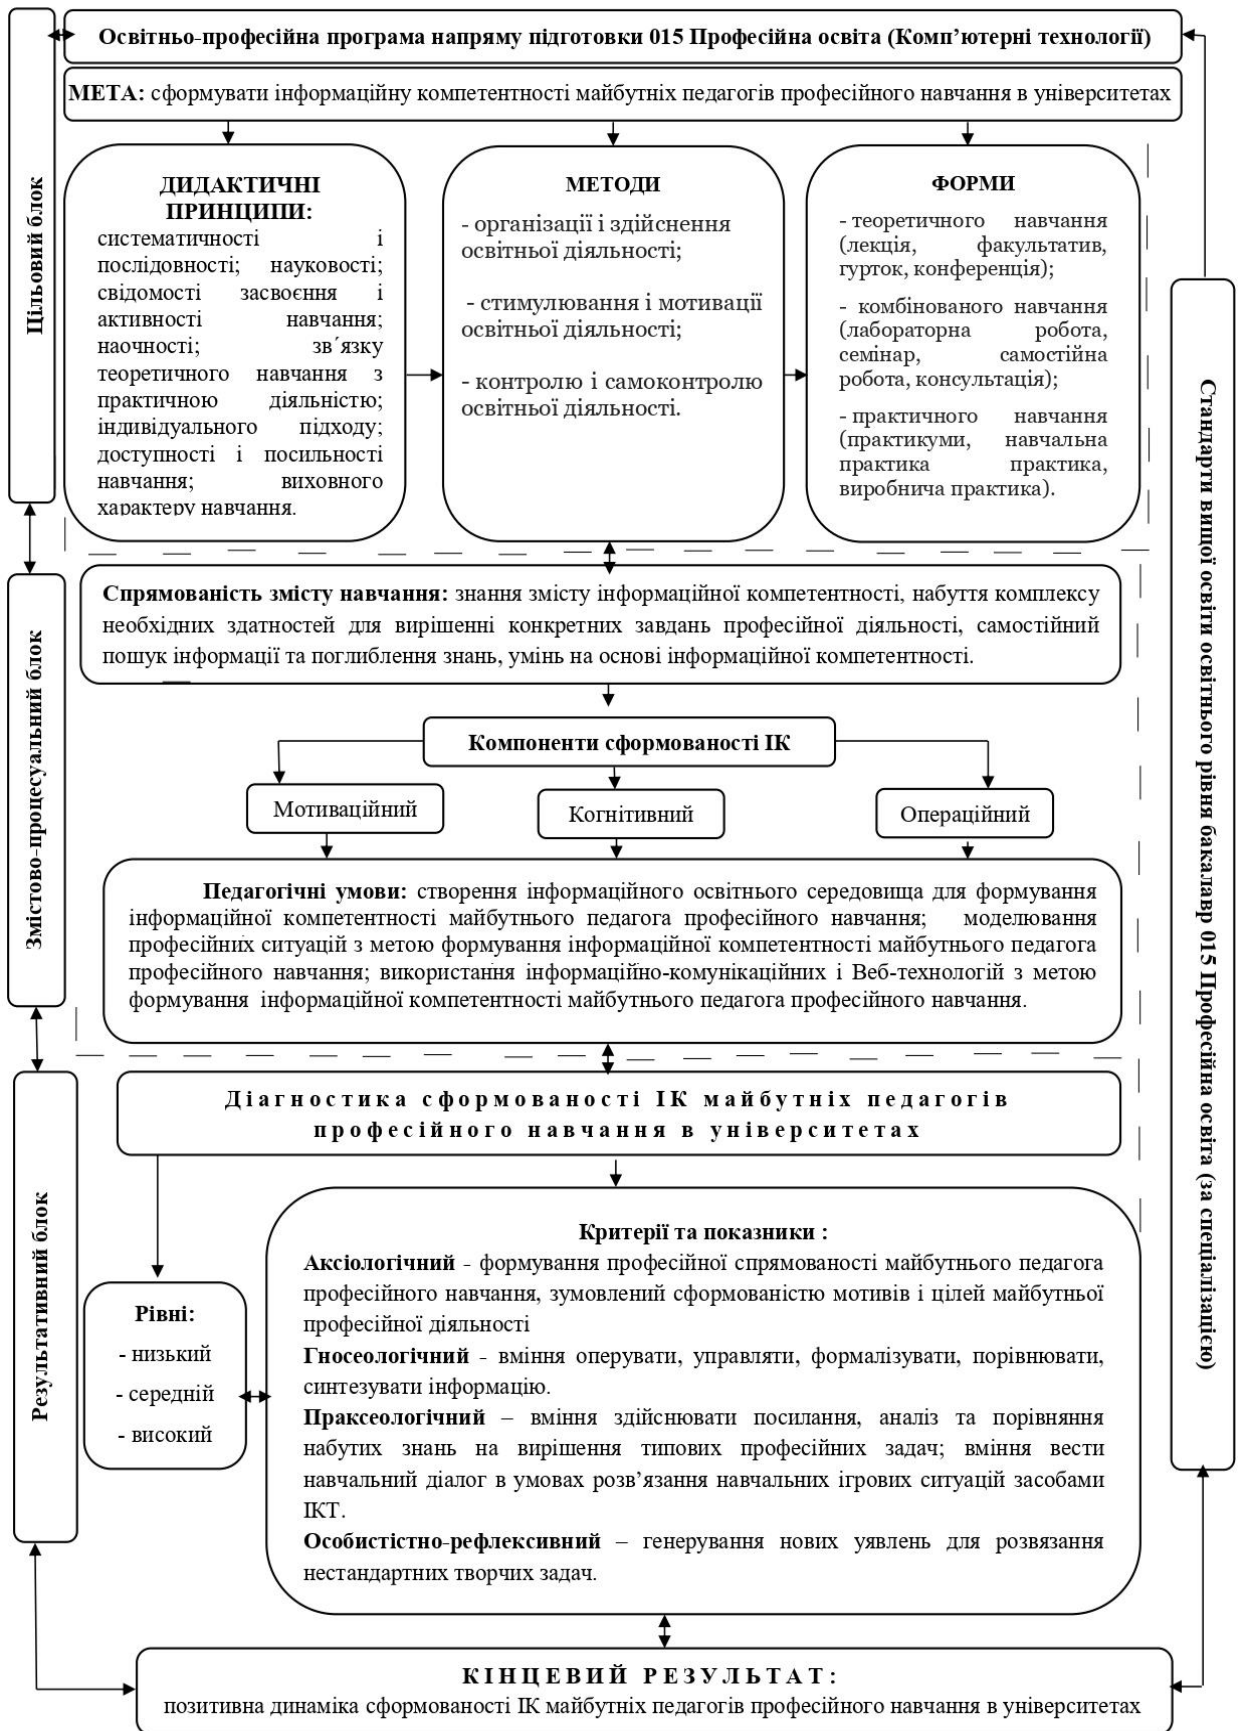 Освітньо-професійна програма напряму підготовки 015 Професійна освіта (Комп’ютерні технології)
МЕТА: сформувати інформаційну компетентності майбутніх педагогів професійного навчання в університетах
Цільовий блок
ДИДАКТИЧНІ
ПРИНЦИПИ:
систематичності і
послідовності; науковості;
свідомості засвоєння і
активності навчання;
наочності; зв´язку
теоретичного навчання з
практичною діяльністю;
індивідуального підходу;
доступності і посильності
навчання; виховного
характеру навчання.
МЕТОДИ
- організації і здійснення
освітньої діяльності;
- стимулювання і мотивації
освітньої діяльності;
- контролю і самоконтролю
освітньої діяльності.
ФОРМИ
- теоретичного навчання
(лекція, факультатив,
гурток, конференція);
- комбінованого навчання
(лабораторна робота,
семінар, самостійна
робота, консультація);
- практичного навчання
(практикуми, навчальна
практика практика,
виробнича практика).
Стандарти вищої освіти освітнього рівня бакалавр 015 Професійна освіта (за спеціалізацією)
Змістово-процесуальний блок
Спрямованість змісту навчання: знання змісту інформаційної компетентності, набуття комплексу
необхідних здатностей для вирішенні конкретних завдань професійної діяльності, самостійний
пошук інформації та поглиблення знань, умінь на основі інформаційної компетентності.
Компоненти сформованості ІК
Мотиваційний
Когнітивний
Операційний
Педагогічні умови: створення інформаційного освітнього середовища для формування
інформаційної компетентності майбутнього педагога професійного навчання; моделювання
професійних ситуацій з метою формування інформаційної компетентності майбутнього педагога
професійного навчання; використання інформаційно-комунікаційних і Веб-технологій з метою
формування інформаційної компетентності майбутнього педагога професійного навчання.
Результативний блок
Діагностика сформованості ІК майбутніх педагогів
професійного навчання в університетах
Рівні:
- низький
- середній
- високий
Критерії та показники :
Аксіологічний - формування професійної спрямованості майбутнього педагога
професійного навчання, зумовлений сформованістю мотивів і цілей майбутньої
професійної діяльності
Гносеологічний - вміння оперувати, управляти, формалізувати, порівнювати,
синтезувати інформацію.
Праксеологічний – вміння здійснювати посилання, аналіз та порівняння
набутих знань на вирішення типових професійних задач; вміння вести
навчальний діалог в умовах розв’язання навчальних ігрових ситуацій засобами
ІКТ.
Особистістно-рефлексивний – генерування нових уявлень для розвязання
нестандартних творчих задач.
КІНЦЕВИЙ РЕЗУЛЬТАТ:
позитивна динаміка сформованості ІК майбутніх педагогів професійного навчання в університетах